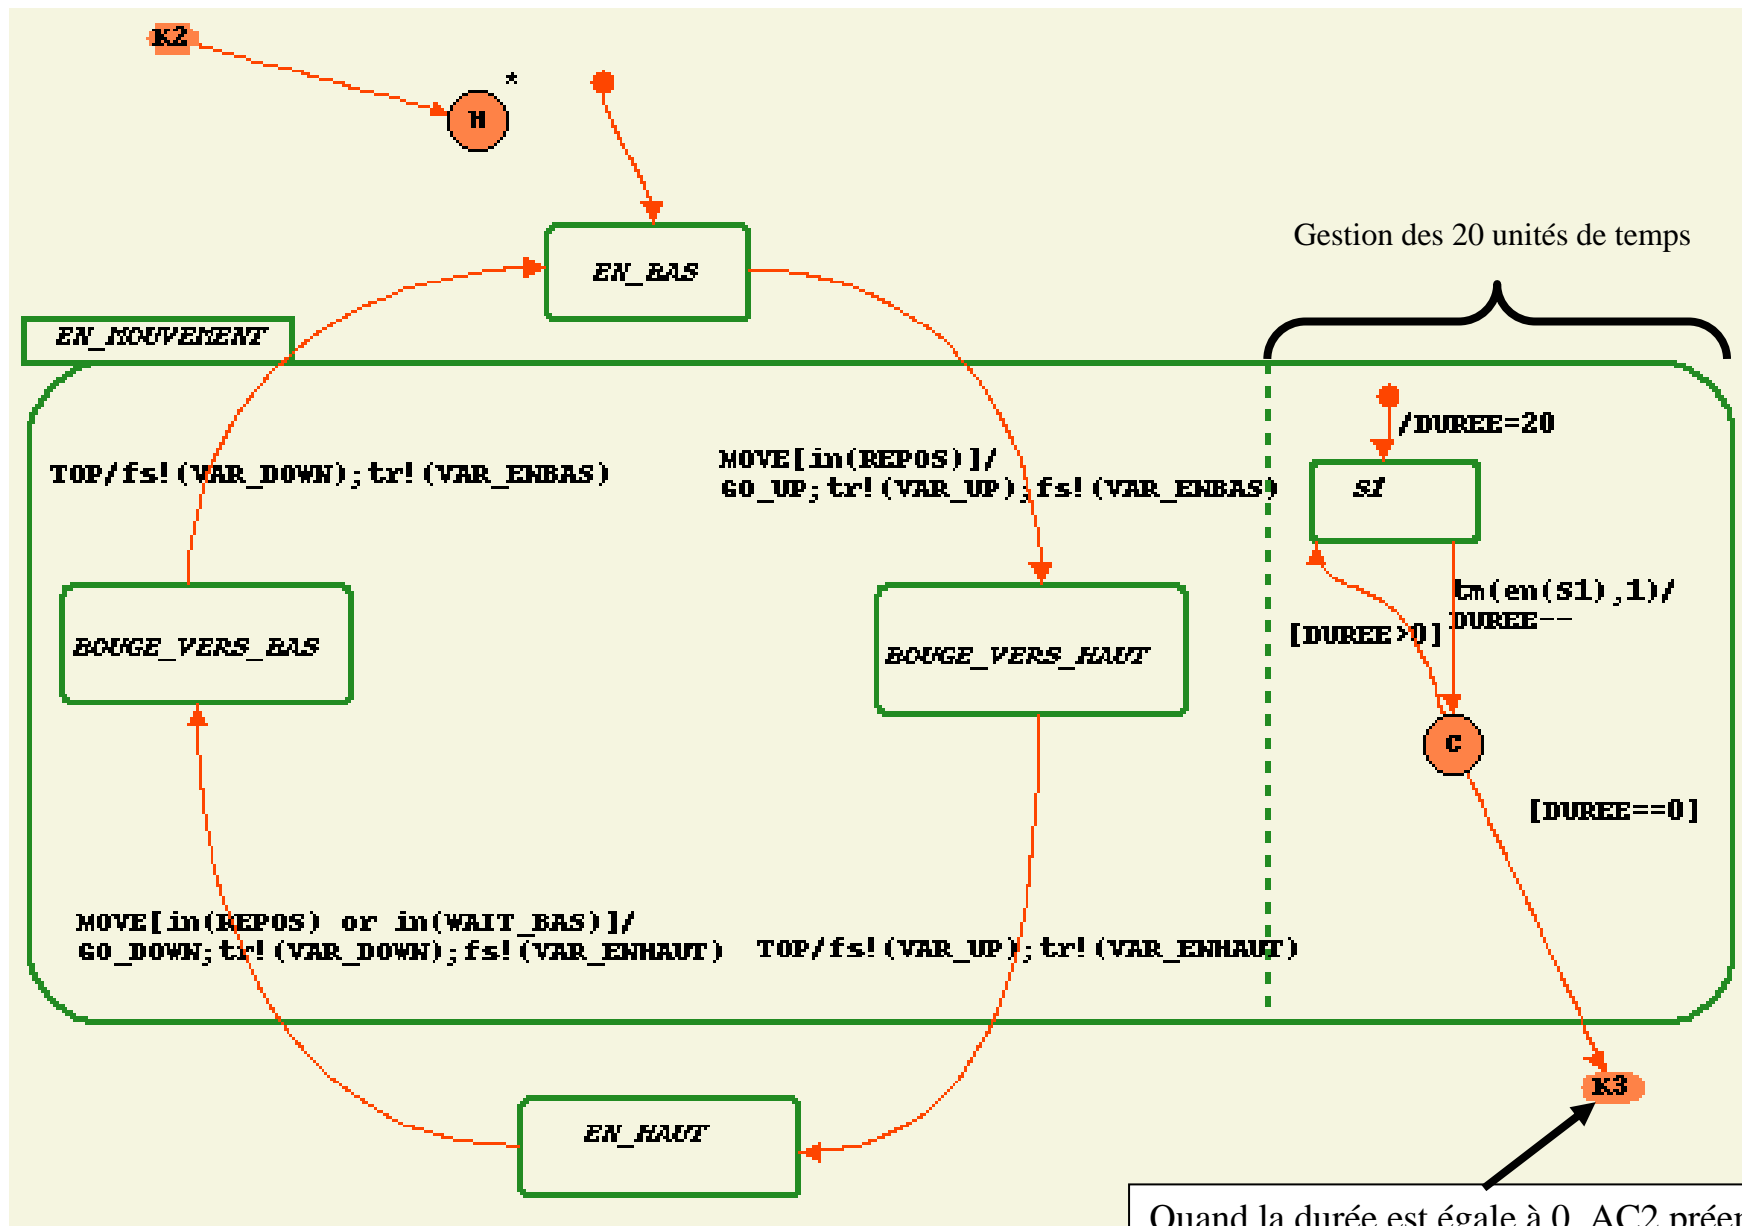 K2
*
H
Gestion des 20 unités de temps
EN_BAS
EN_MOUVEMENT
/DUREE=20
TOP/fs!(VAR_DOWN);tr!(VAR_ENBAS)
MOVE[in(REPOS)]/
GO_UP;tr!(VAR_UP);fs!(VAR_ENBAS)
S1
tm(en(S1),1)/
DUREE--
[DUREE>0]
BOUGE_VERS_BAS
BOUGE_VERS_HAUT
C
[DUREE==0]
MOVE[in(REPOS) or in(WAIT_BAS)]/
GO_DOWN;tr!(VAR_DOWN);fs!(VAR_ENHAUT)
TOP/fs!(VAR_UP);tr!(VAR_ENHAUT)
K3
EN_HAUT
Quand la durée est égale à 0, AC2 préem